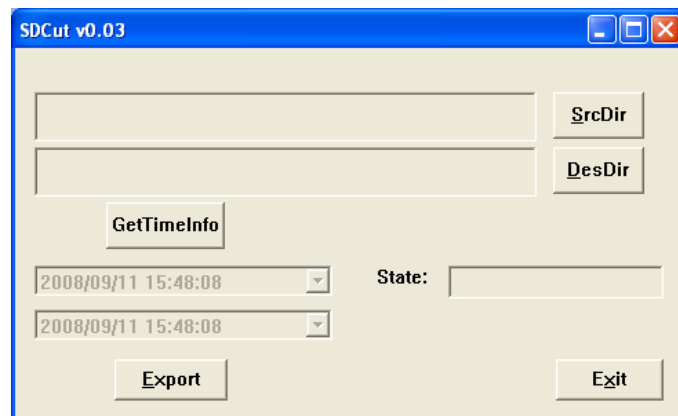 SDCut v0.03
SrcDir
DesDir
GetTimeInfo
2008/09/11 15:48:08
State:
2008/09/11 15:48:08
Export
Exit